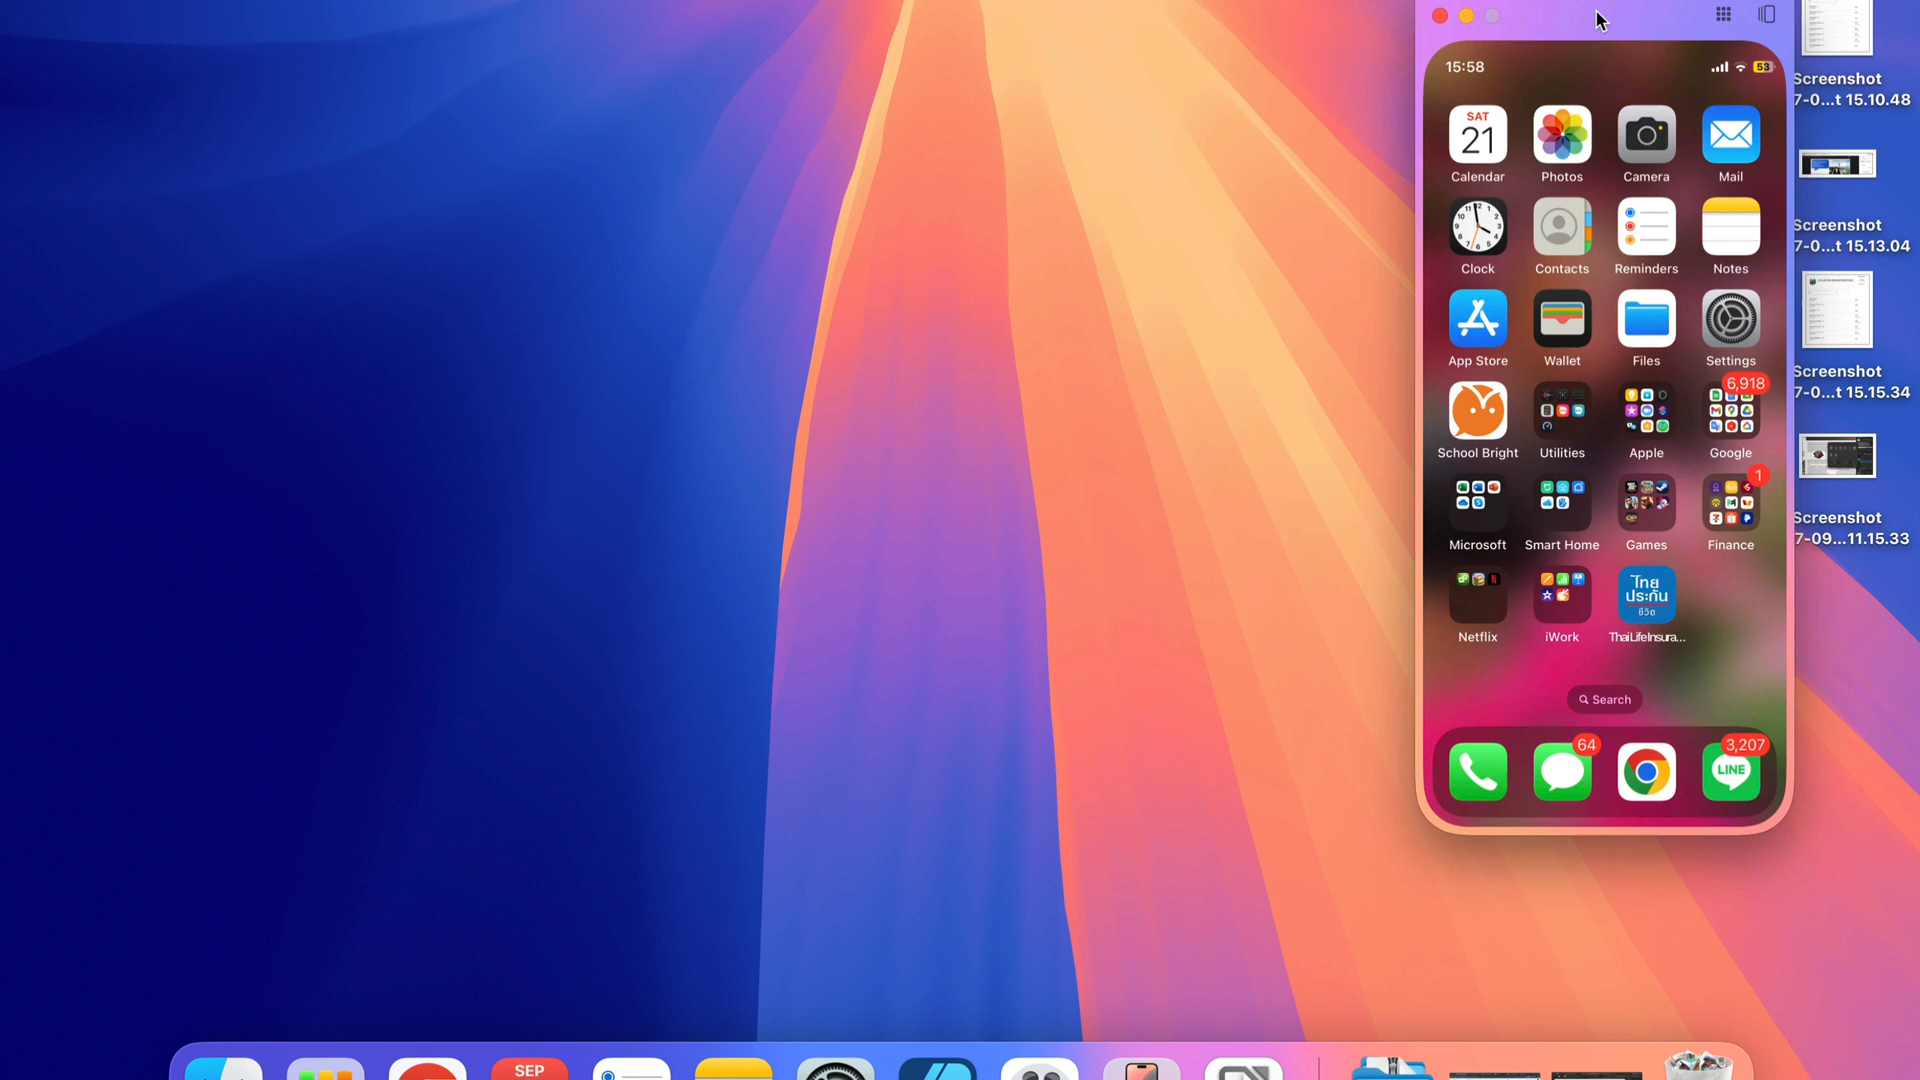 15:58
53
SAT
21
Calendar
Photos
Camera
Mail
Clock
Contacts
Reminders
Notes
App Store
Wallet
Files
Settings
6,918
School Bright
Utilities
Apple
Google
1
Microsoft
Smart Home
Games
Finance
ไทย
ประกัน
ชีวิต
Netflix
iWork
ThaiLifeInsura...
Search
64
3,207
LINE
Screenshot
7-0...t 15.10.48
Screenshot
7-0...t 15.13.04
Screenshot
7-0...t 15.15.34
Screenshot
7-09...11.15.33
SEP